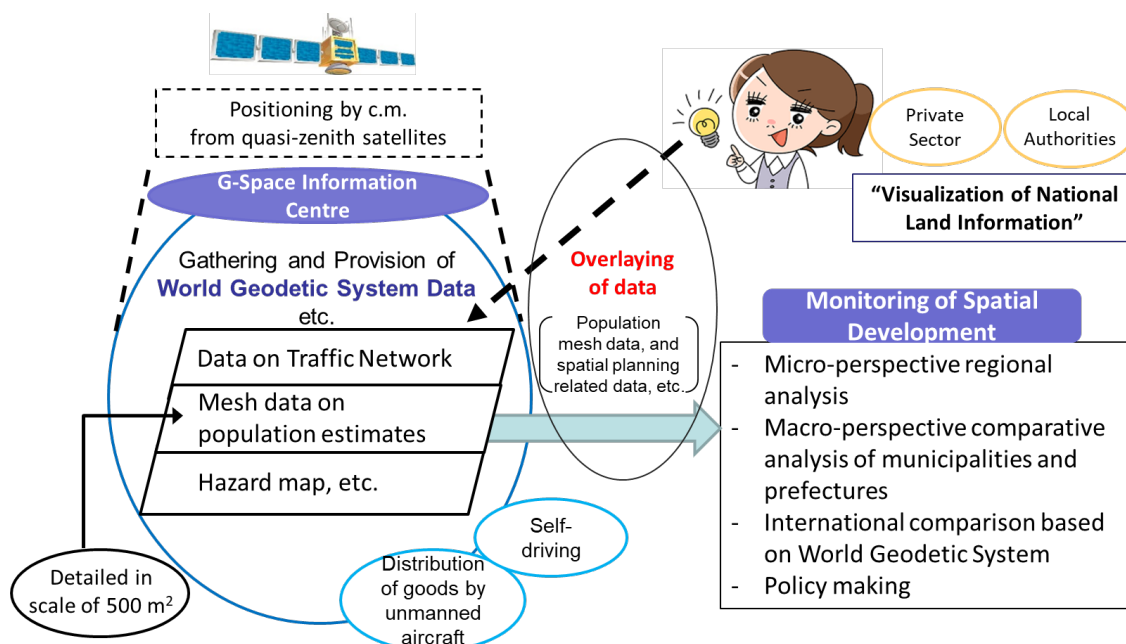 Positioning by c.m.
from quasi-zenith satellites
G-Space Information
Centre
Gathering and Provision of
World Geodetic System Data
etc.
Data on Traffic Network
Mesh data on
population estimates
Hazard map, etc.
Detailed in
scale of 500 m²
Self-
driving
Distribution
of goods by
unmanned
aircraft
Overlaying
of data
Population
mesh data, and
spatial planning
related data, etc.
Private
Sector
Local
Authorities
“Visualization of National
Land Information”
Monitoring of Spatial
Development
- Micro-perspective regional
analysis
- Macro-perspective comparative
analysis of municipalities and
prefectures
- International comparison based
on World Geodetic System
- Policy making